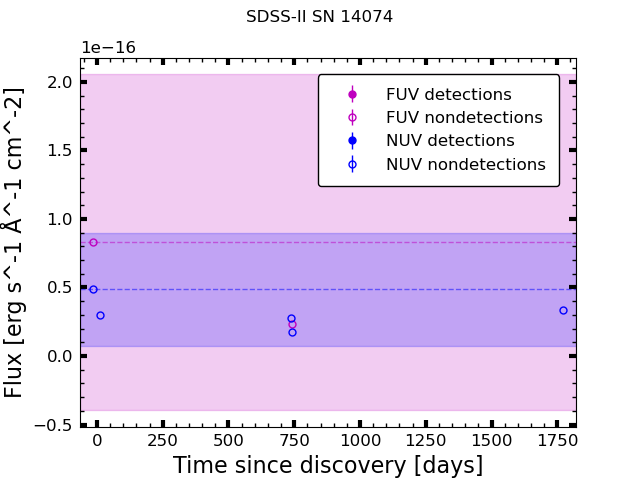 SDSS-II SN 14074
1e−16
FUV detections
FUV nondetections
NUV detections
NUV nondetections
2.0
1.5
1.0
0.5
0.0
−0.5
Flux [erg s^-1 Å^-1 cm^-2]
0 250 500 750 1000 1250 1500 1750
Time since discovery [days]